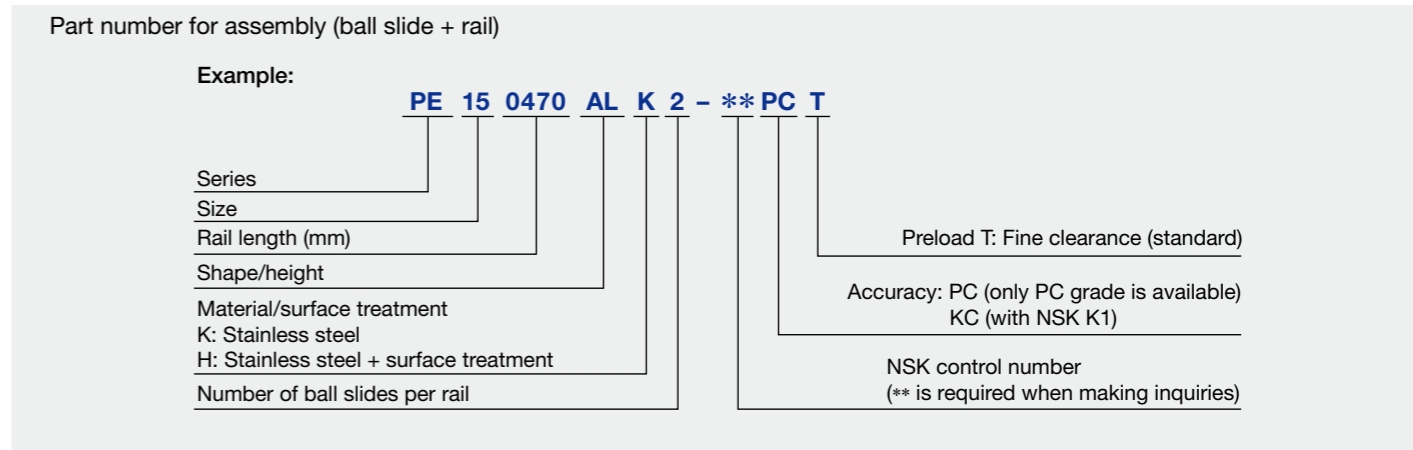 Part number for assembly (ball slide + rail)
Example:
PE 15 0470 AL K 2 – ** PC T
Series
Size
Rail length (mm)
Shape/height
Material/surface treatment
K: Stainless steel
H: Stainless steel + surface treatment
Number of ball slides per rail
Preload T: Fine clearance (standard)
Accuracy: PC (only PC grade is available)
KC (with NSK K1)
NSK control number
(** is required when making inquiries)